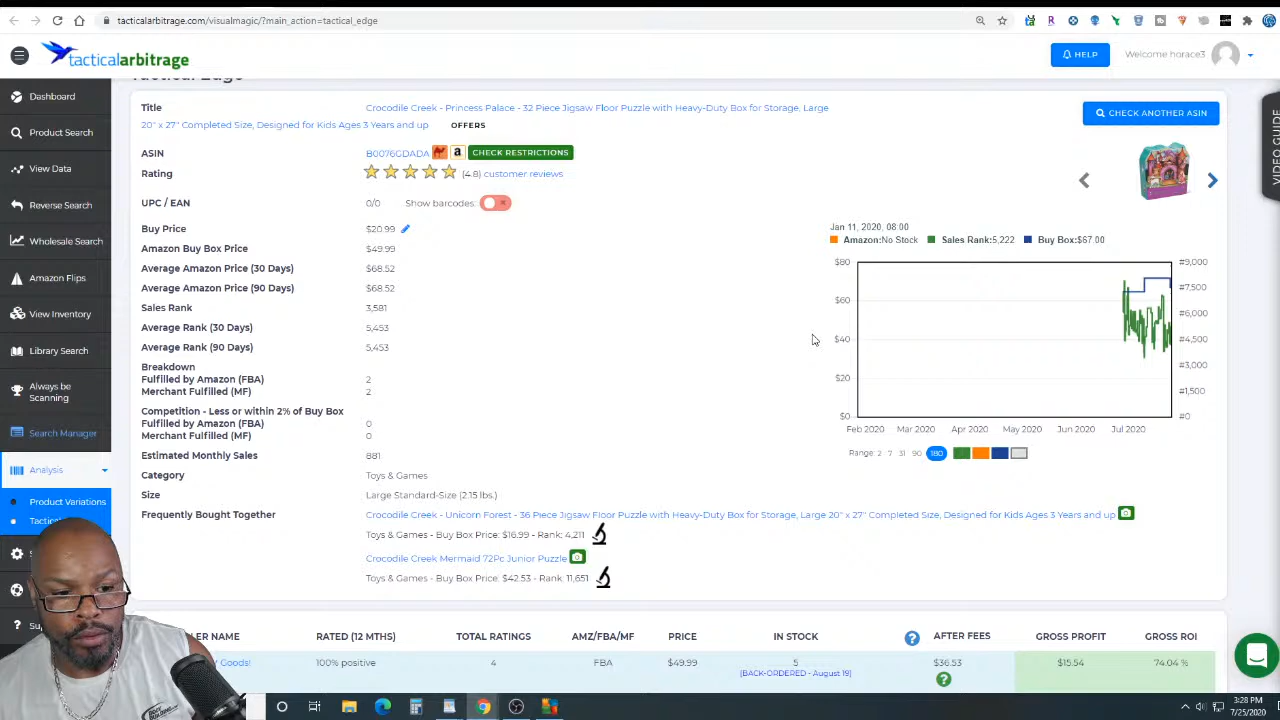 tacticalarbitrage.com/visualmagic/?main_action=tactical_edge
tacticalarbitrage
HELP
Welcome horace3
Tactical Edge
Dashboard
Product Search
View Data
Reverse Search
Wholesale Search
Amazon Flips
View Inventory
Library Search
Always be
Scanning
Search Manager
Analysis
Product Variations
Title
Crocodile Creek - Princess Palace - 32 Piece Jigsaw Floor Puzzle with Heavy-Duty Box for Storage, Large
20" x 27" Completed Size, Designed for Kids Ages 3 Years and up OFFERS
CHECK ANOTHER ASIN
VIDEO GUIDE
ASIN B0076GDADA a CHECK RESTRICTIONS
Rating (4.8) customer reviews
UPC / EAN 0/0 Show barcodes:
Buy Price $20.99
Amazon Buy Box Price $49.99
Average Amazon Price (30 Days) $68.52
Average Amazon Price (90 Days) $68.52
Sales Rank 3,581
Average Rank (30 Days) 5,453
Average Rank (90 Days) 5,453
Breakdown
Fulfilled by Amazon (FBA) 2
Merchant Fulfilled (MF) 2
Competition - Less or within 2% of Buy Box
Fulfilled by Amazon (FBA) 0
Merchant Fulfilled (MF) 0
Estimated Monthly Sales 881
Category Toys & Games
Size Large Standard-Size (2.15 lbs.)
Frequently Bought Together Crocodile Creek - Unicorn Forest - 36 Piece Jigsaw Floor Puzzle with Heavy-Duty Box for Storage, Large 20" x 27" Completed Size, Designed for Kids Ages 3 Years and up
Toys & Games - Buy Box Price: $16.99 - Rank: 4,211
Crocodile Creek Mermaid 72Pc Junior Puzzle
Toys & Games - Buy Box Price: $42.53 - Rank: 11,651
Jan 11, 2020, 08:00
Amazon:No Stock Sales Rank:5,222 Buy Box:$67.00
$80 #9,000
#7,500
$60 #6,000
$40 #4,500
$20 #3,000
#1,500
$0 #0
Feb 2020 Mar 2020 Apr 2020 May 2020 Jun 2020 Jul 2020
Range: 2 7 31 90 180
RATED (12 MTHS) TOTAL RATINGS AMZ/FBA/MF PRICE IN STOCK ? AFTER FEES GROSS PROFIT GROSS ROI
Goods! 100% positive 4 FBA $49.99 5 $36.53 $15.54 74.04 %
(BACK-ORDERED - August 19) ?
3:28 PM
7/25/2020